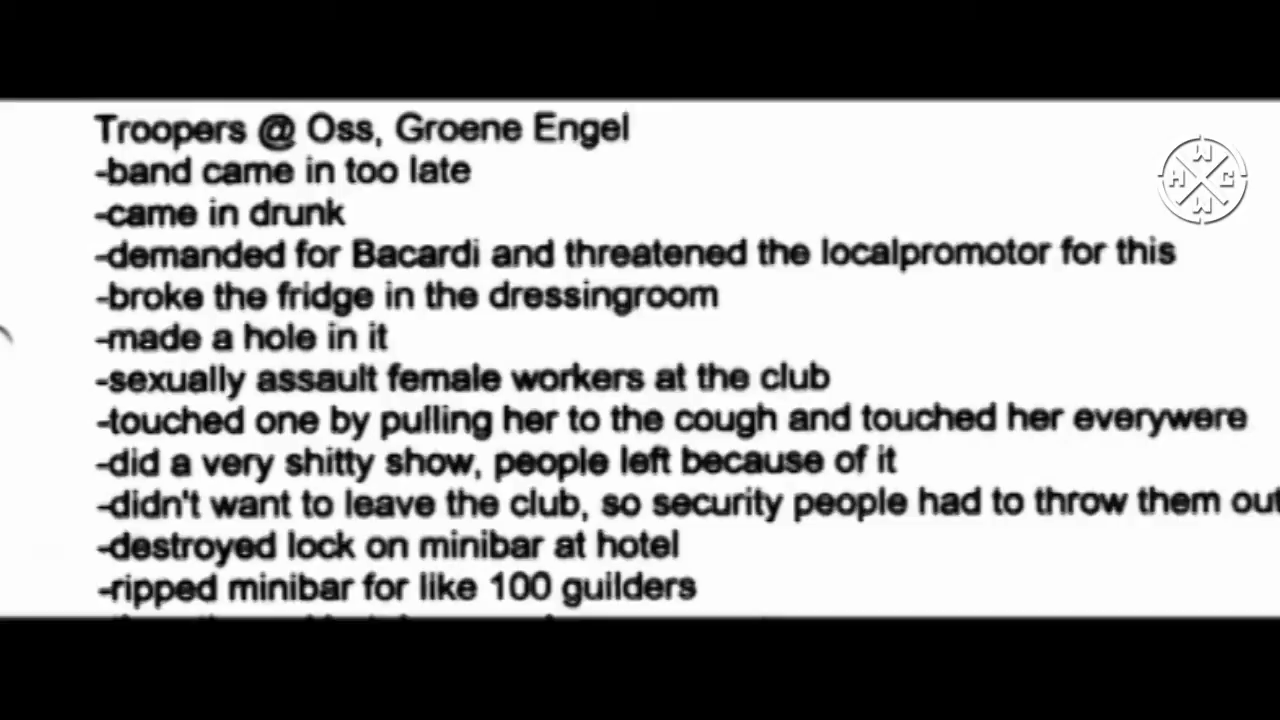 Troopers @ Oss, Groene Engel
-band came in too late
-came in drunk
-demanded for Bacardi and threatened the localpromotor for this
-broke the fridge in the dressingroom
-made a hole in it
-sexually assault female workers at the club
-touched one by pulling her to the cough and touched her everywere
-did a very shitty show, people left because of it
-didn't want to leave the club, so security people had to throw them out
-destroyed lock on minibar at hotel
-ripped minibar for like 100 guilders
W
H C
W